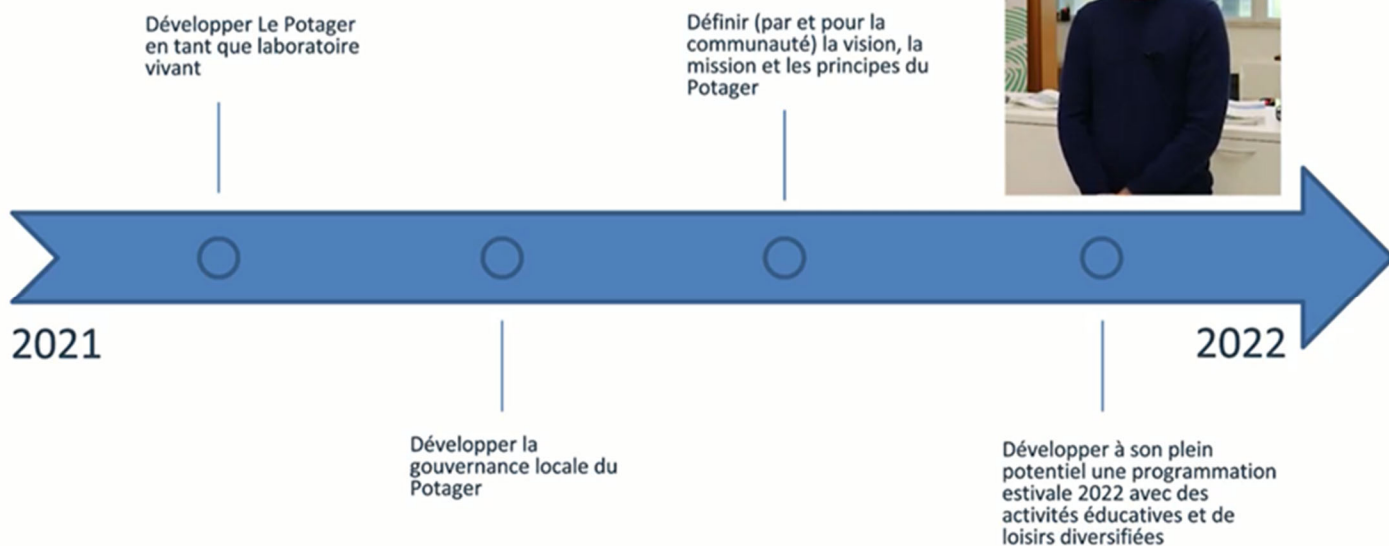 Développer Le Potager
en tant que laboratoire
vivant
Définir (par et pour la
communauté) la vision, la
mission et les principes du
Potager
2021
2022
Développer la
gouvernance locale du
Potager
Développer à son plein
potentiel une programmation
estivale 2022 avec des
activités éducatives et de
loisirs diversifiées